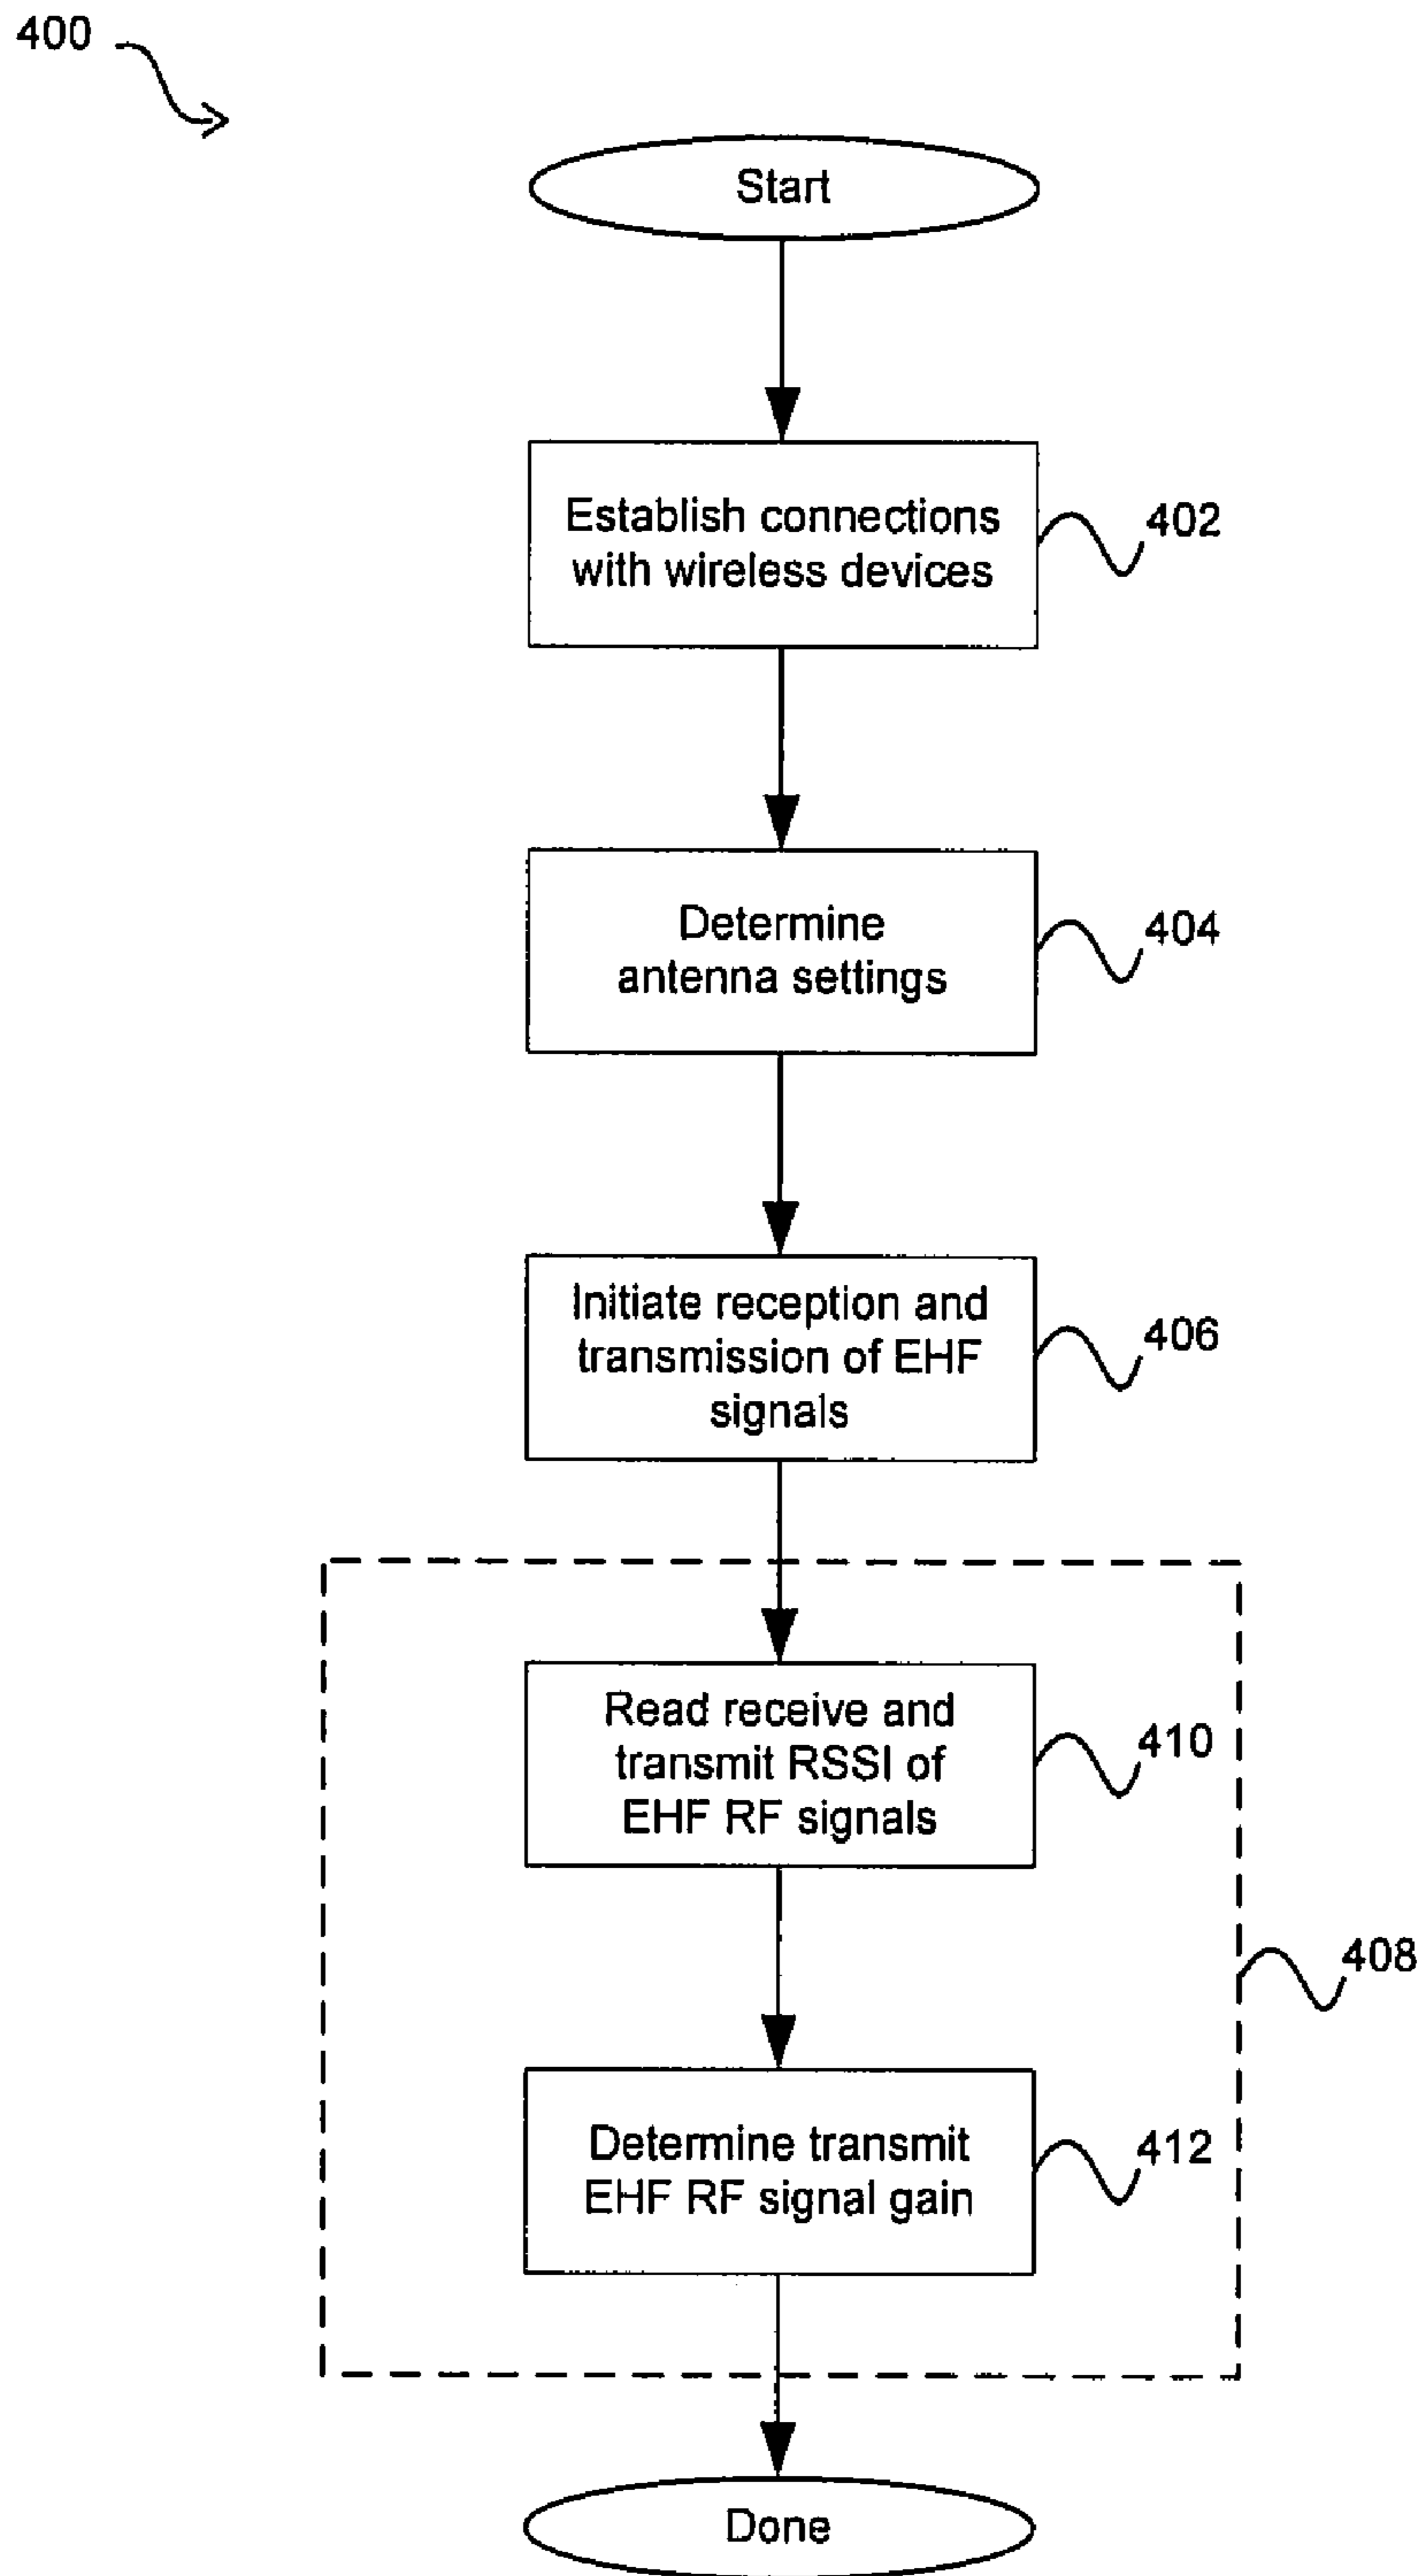 400
Start
Establish connections
with wireless devices
402
Determine
antenna settings
404
Initiate reception and
transmission of EHF
signals
406
Read receive and
transmit RSSI of
EHF RF signals
410
408
Determine transmit
EHF RF signal gain
412
Done